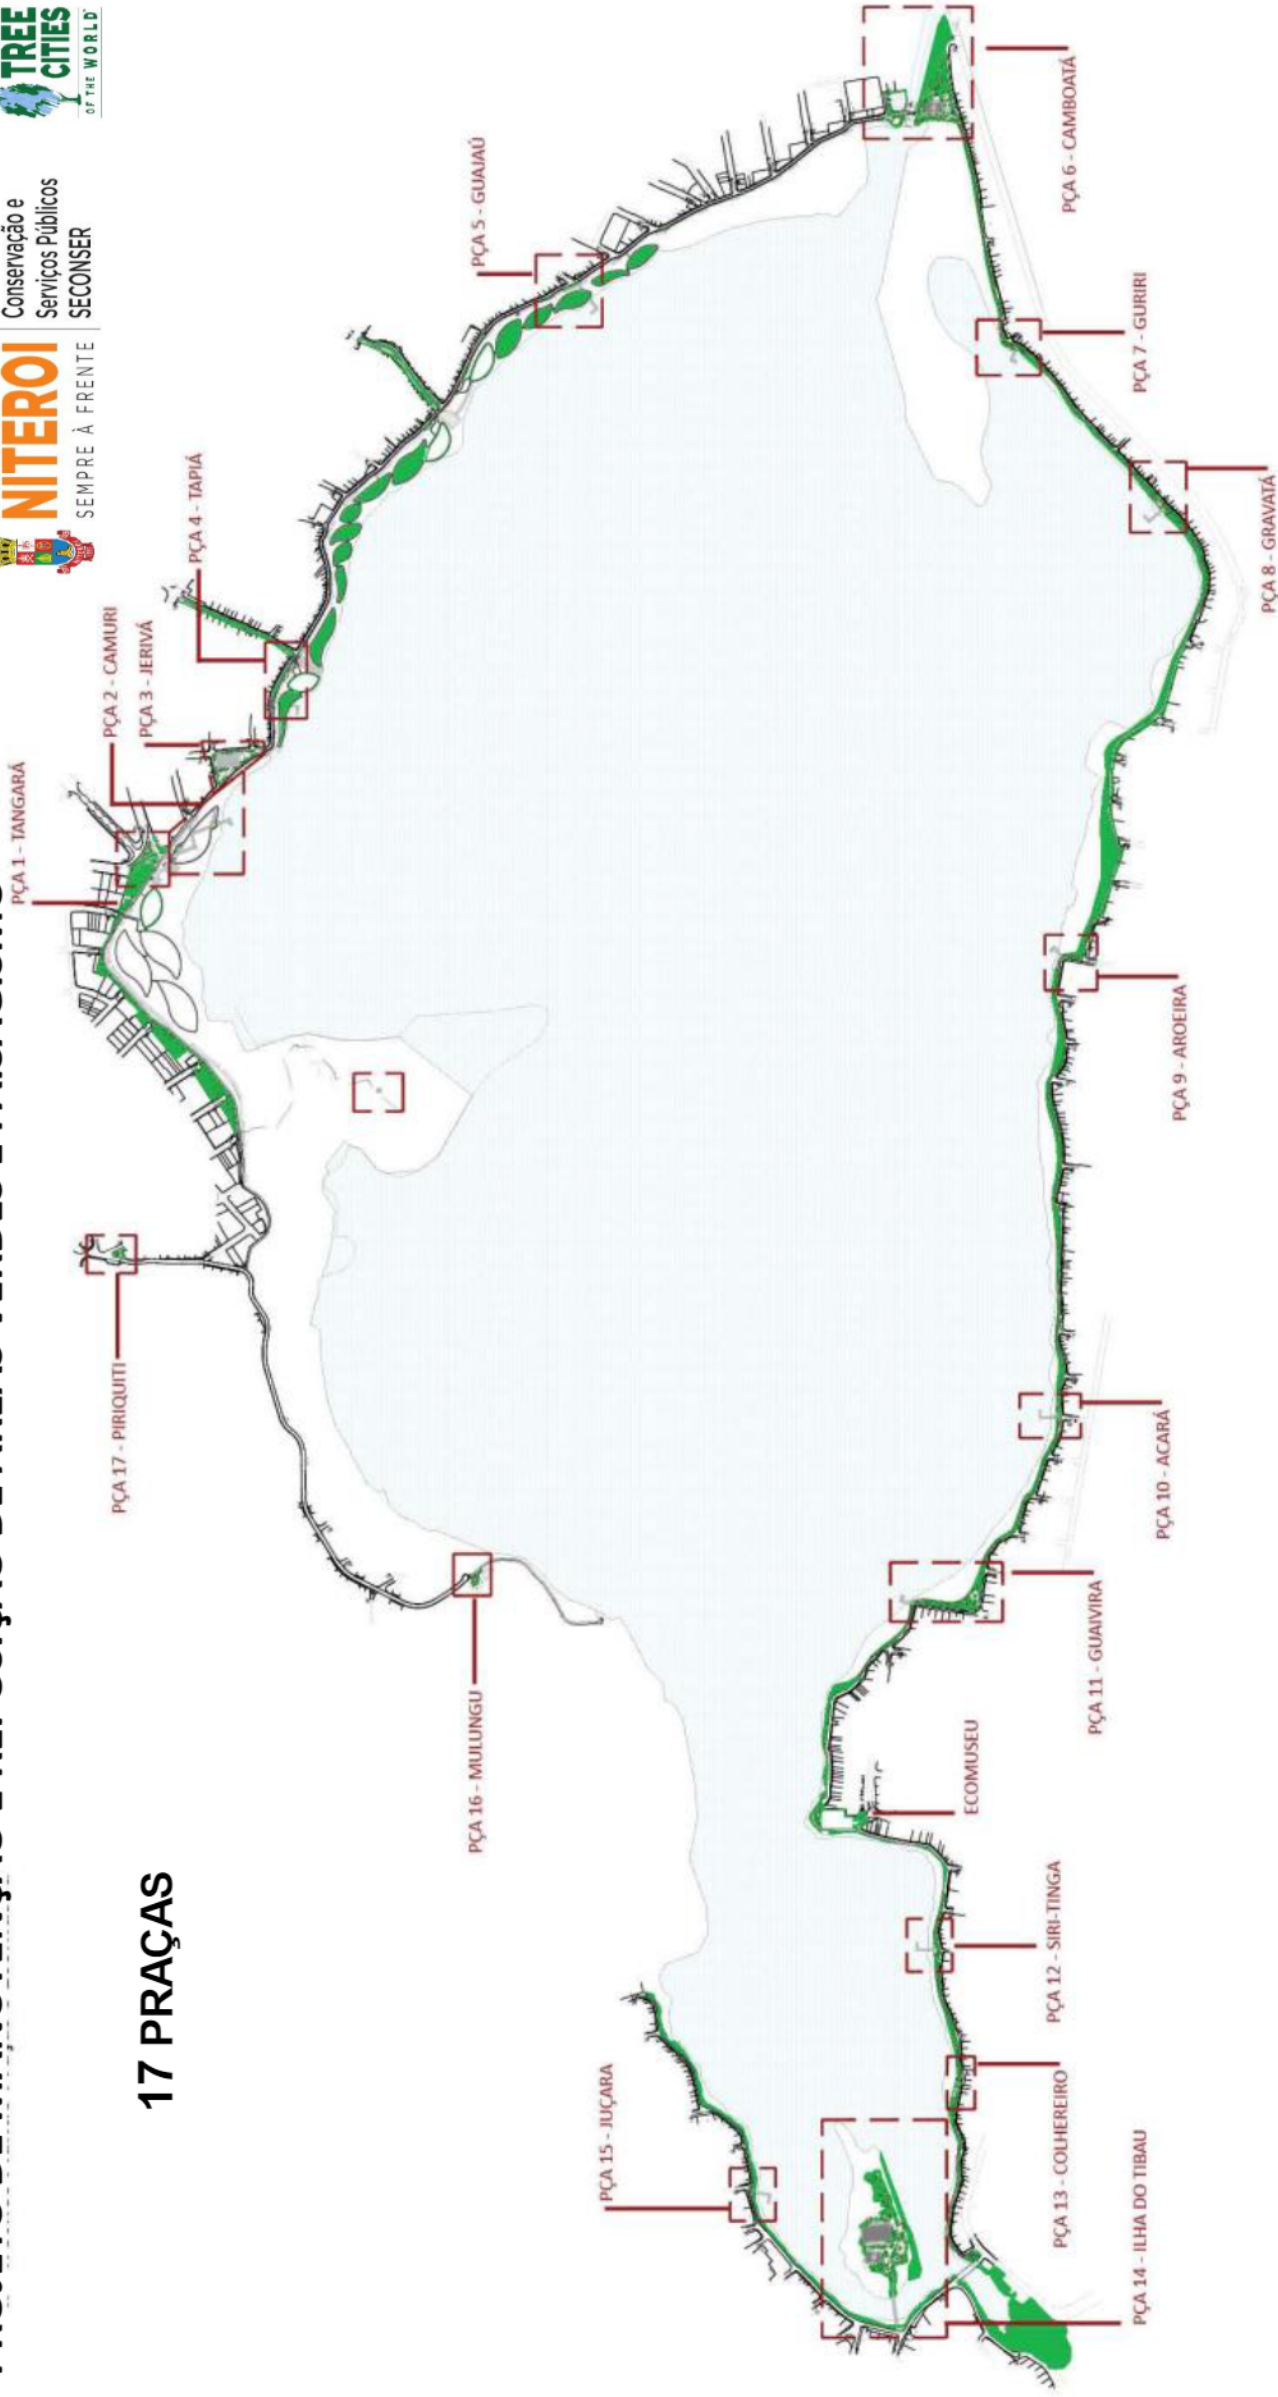 NITEROI
SEMPRE À FRENTE
Conservação e
Serviços Públicos
SECONSER
TREE
CITIES
OF THE WORLD
17 PRAÇAS
PÇA 1 - TANGARÁ
PÇA 2 - CAMURI
PÇA 3 - JERIVÁ
PÇA 4 - TAPIÁ
PÇA 5 - GUAJAÚ
PÇA 6 - CAMBOATÁ
PÇA 7 - GURIRI
PÇA 8 - GRAVATÁ
PÇA 9 - AROEIRA
PÇA 10 - ACARÁ
PÇA 11 - GUAIVIRA
ECOMUSEU
PÇA 12 - SIRI-TINGA
PÇA 13 - COLHEREIRO
PÇA 14 - ILHA DO TIBAU
PÇA 15 - JUÇARA
PÇA 16 - MULUNGU
PÇA 17 - PIRIQUITI